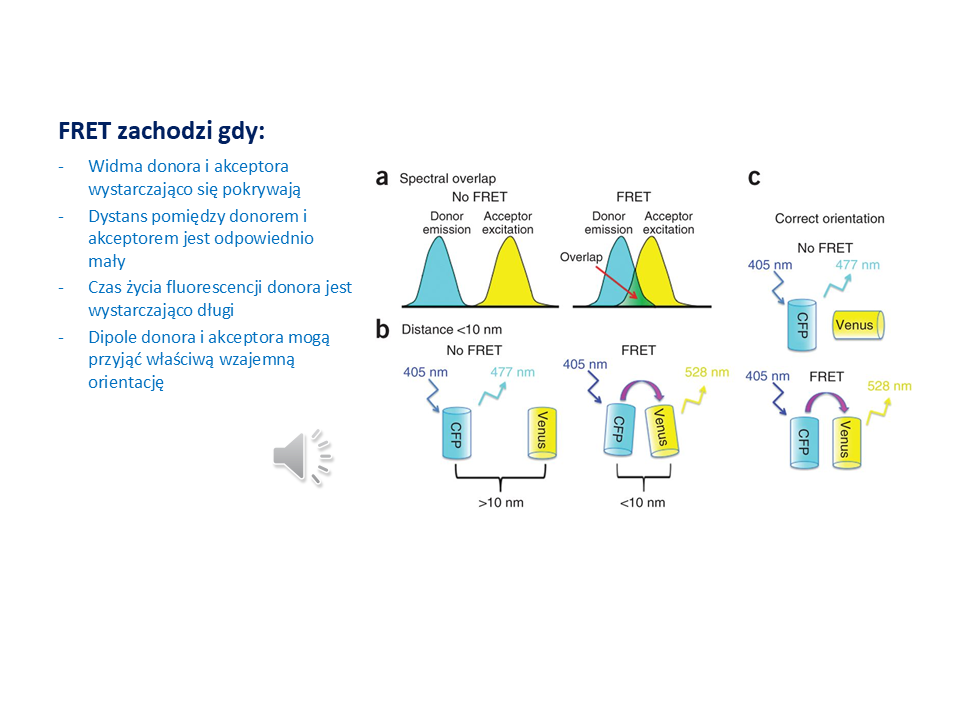 FRET zachodzi gdy:
- Widma donora i akceptora
wystarczająco się pokrywają
- Dystans pomiędzy donorem i
akceptorem jest odpowiednio
mały
- Czas życia fluorescencji donora jest
wystarczająco długi
- Dipole donora i akceptora mogą
przyjąć właściwą wzajemną
orientację
a Spectral overlap
No FRET
Donor emission
Acceptor excitation
FRET
Donor emission
Acceptor excitation
Overlap
b Distance <10 nm
No FRET
405 nm
477 nm
CFP
Venus
>10 nm
FRET
405 nm
528 nm
CFP
Venus
<10 nm
c
Correct orientation
No FRET
405 nm
477 nm
CFP
Venus
405 nm
FRET
528 nm
CFP
Venus